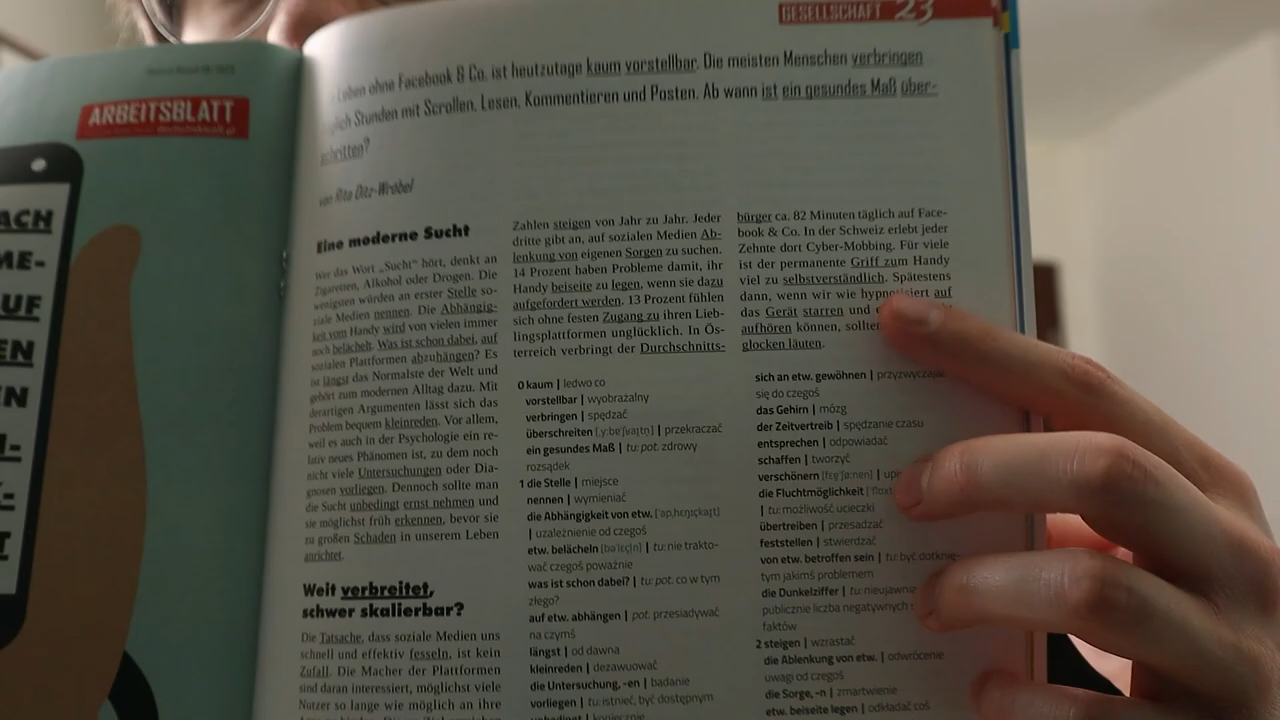 ARBEITSBLATT
ACH
ME-
UF
EN
EN
GESELLSCHAFT 23
Leben ohne Facebook & Co. ist heutzutage kaum vorstellbar. Die meisten Menschen verbringen
Stunden mit Scrollen, Lesen, Kommentieren und Posten. Ab wann ist ein gesundes Maß über-
schritten?
von Rita Ditz-Wróbel
Eine moderne Sucht
Wer das Wort „Sucht" hört, denkt an
Zigaretten, Alkohol oder Drogen. Die
wenigsten würden an erster Stelle so-
ziale Medien nennen. Die Abhängig-
keit vom Handy wird von vielen immer
noch belächelt. Was ist schon dabei, auf
sozialen Plattformen abzuhängen? Es
ist längst das Normalste der Welt und
gehört zum modernen Alltag dazu. Mit
derartigen Argumenten lässt sich das
Problem bequem kleinreden. Vor allem,
weil es auch in der Psychologie ein re-
lativ neues Phänomen ist, zu dem noch
nicht viele Untersuchungen oder Dia-
gnosen vorliegen. Dennoch sollte man
die Sucht unbedingt ernst nehmen und
sie möglichst früh erkennen, bevor sie
zu großen Schaden in unserem Leben
anrichtet.
Weit verbreitet,
schwer skalierbar?
Die Tatsache, dass soziale Medien uns
schnell und effektiv fesseln, ist kein
Zufall. Die Macher der Plattformen
sind daran interessiert, möglichst viele
Nutzer so lange wie möglich an ihre
Zahlen steigen von Jahr zu Jahr. Jeder
dritte gibt an, auf sozialen Medien Ab-
lenkung von eigenen Sorgen zu suchen.
14 Prozent haben Probleme damit, ihr
Handy beiseite zu legen, wenn sie dazu
aufgefordert werden. 13 Prozent fühlen
sich ohne festen Zugang zu ihren Lieb-
lingsplattformen unglücklich. In Ös-
terreich verbringt der Durchschnitts-
bürger ca. 82 Minuten täglich auf Face-
book & Co. In der Schweiz erlebt jeder
Zehnte dort Cyber-Mobbing. Für viele
ist der permanente Griff zum Handy
viel zu selbstverständlich. Spätestens
dann, wenn wir wie hypnotisiert auf
das Gerät starren und
aufhören können, sollten
glocken läuten.
0 kaum | ledwo co
vorstellbar | wyobrażalny
verbringen | spędzać
überschreiten [ˌyːbɐˈʃʁaɪtn̩] | przekraczać
ein gesundes Maß | tu: pot. zdrowy
rozsądek
1 die Stelle | miejsce
nennen | wymieniać
die Abhängigkeit von etw. [ˈapˌhɛŋɪçkaɪt]
| uzależnienie od czegoś
etw. belächeln [bəˈlɛçl̩n] | tu: nie trakto-
wać czegoś poważnie
was ist schon dabei? | tu: pot. co w tym
złego?
auf etw. abhängen | pot. przesiadywać
na czymś
längst | od dawna
kleinreden | dezawuować
die Untersuchung, -en | badanie
vorliegen | tu: istnieć, być dostępnym
unbedingt | koniecznie
sich an etw. gewöhnen | przyzwyczajać
się do czegoś
das Gehirn | mózg
der Zeitvertreib | spędzanie czasu
entsprechen | odpowiadać
schaffen | tworzyć
verschönern [fɛɐ̯ˈʃøːnɐn] |
die Fluchtmöglichkeit
| tu: możliwość ucieczki
übertreiben | przesadzać
feststellen | stwierdzać
von etw. betroffen sein | tu: być dotknię-
tym jakimś problemem
die Dunkelziffer | tu: nieujawniona
publicznie liczba negatywnych
faktów
2 steigen | wzrastać
die Ablenkung von etw. | odwrócenie
uwagi od czegoś
die Sorge, -n | zmartwienie
etw. beiseite legen | odkładać coś